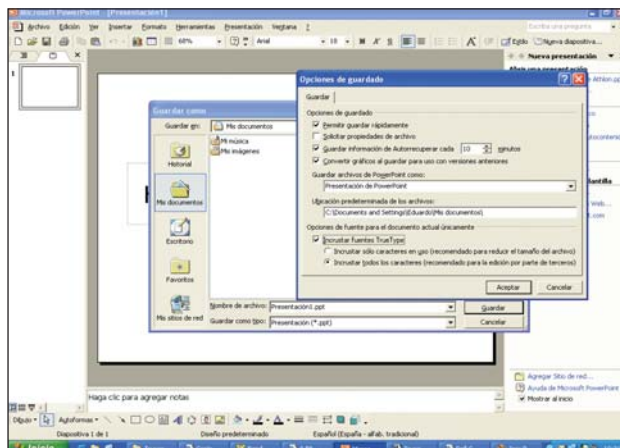 Microsoft PowerPoint - [Presentación1]
Archivo Edición Ver Insertar Formato Herramientas Presentación Ventana ?
Escriba una pregunta
68% Arial 18 N K S Estilo Nueva diapositiva...
Nueva presentación
Abrir una presentación
1
Guardar como
Guardar en: Mis documentos
Mi música
Mis imágenes
Historial
Mis documentos
Escritorio
Favoritos
Mis sitios de red
Nombre de archivo: Presentación1.ppt
Guardar como tipo: Presentación (*.ppt)
Guardar
Cancelar
Opciones de guardado
Guardar
Opciones de guardado
Permitir guardar rápidamente
Solicitar propiedades de archivo
Guardar información de Autorrecuperar cada 10 minutos
Convertir gráficos al guardar para uso con versiones anteriores
Guardar archivos de PowerPoint como:
Presentación de PowerPoint
Ubicación predeterminada de los archivos:
C:\Documents and Settings\Eduardo\Mis documentos\
Opciones de fuente para el documento actual únicamente
Incrustar fuentes TrueType
Incrustar sólo caracteres en uso (recomendado para reducir el tamaño del archivo)
Incrustar todos los caracteres (recomendado para la edición por parte de terceros)
Aceptar Cancelar
Agregar Sitio de red...
Ayuda de Microsoft PowerPoint
Mostrar al inicio
Haga clic para agregar notas
Dibujo Autoformas
Diapositiva 1 de 1 Diseño predeterminado Español (España - alfab. tradicional)
Inicio